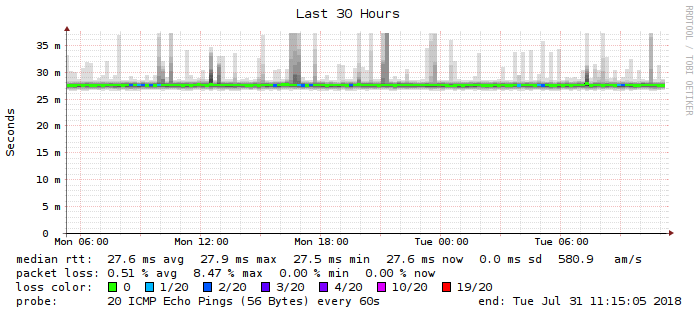 Last 30 Hours
RRDTOOL / TOBI OETIKER
Seconds
35 m
30 m
25 m
20 m
15 m
10 m
5 m
0
Mon 06:00 Mon 12:00 Mon 18:00 Tue 00:00 Tue 06:00
median rtt: 27.6 ms avg 27.9 ms max 27.5 ms min 27.6 ms now 0.0 ms sd 580.9 am/s
packet loss: 0.51 % avg 8.47 % max 0.00 % min 0.00 % now
loss color: 0 1/20 2/20 3/20 4/20 10/20 19/20
probe: 20 ICMP Echo Pings (56 Bytes) every 60s end: Tue Jul 31 11:15:05 2018